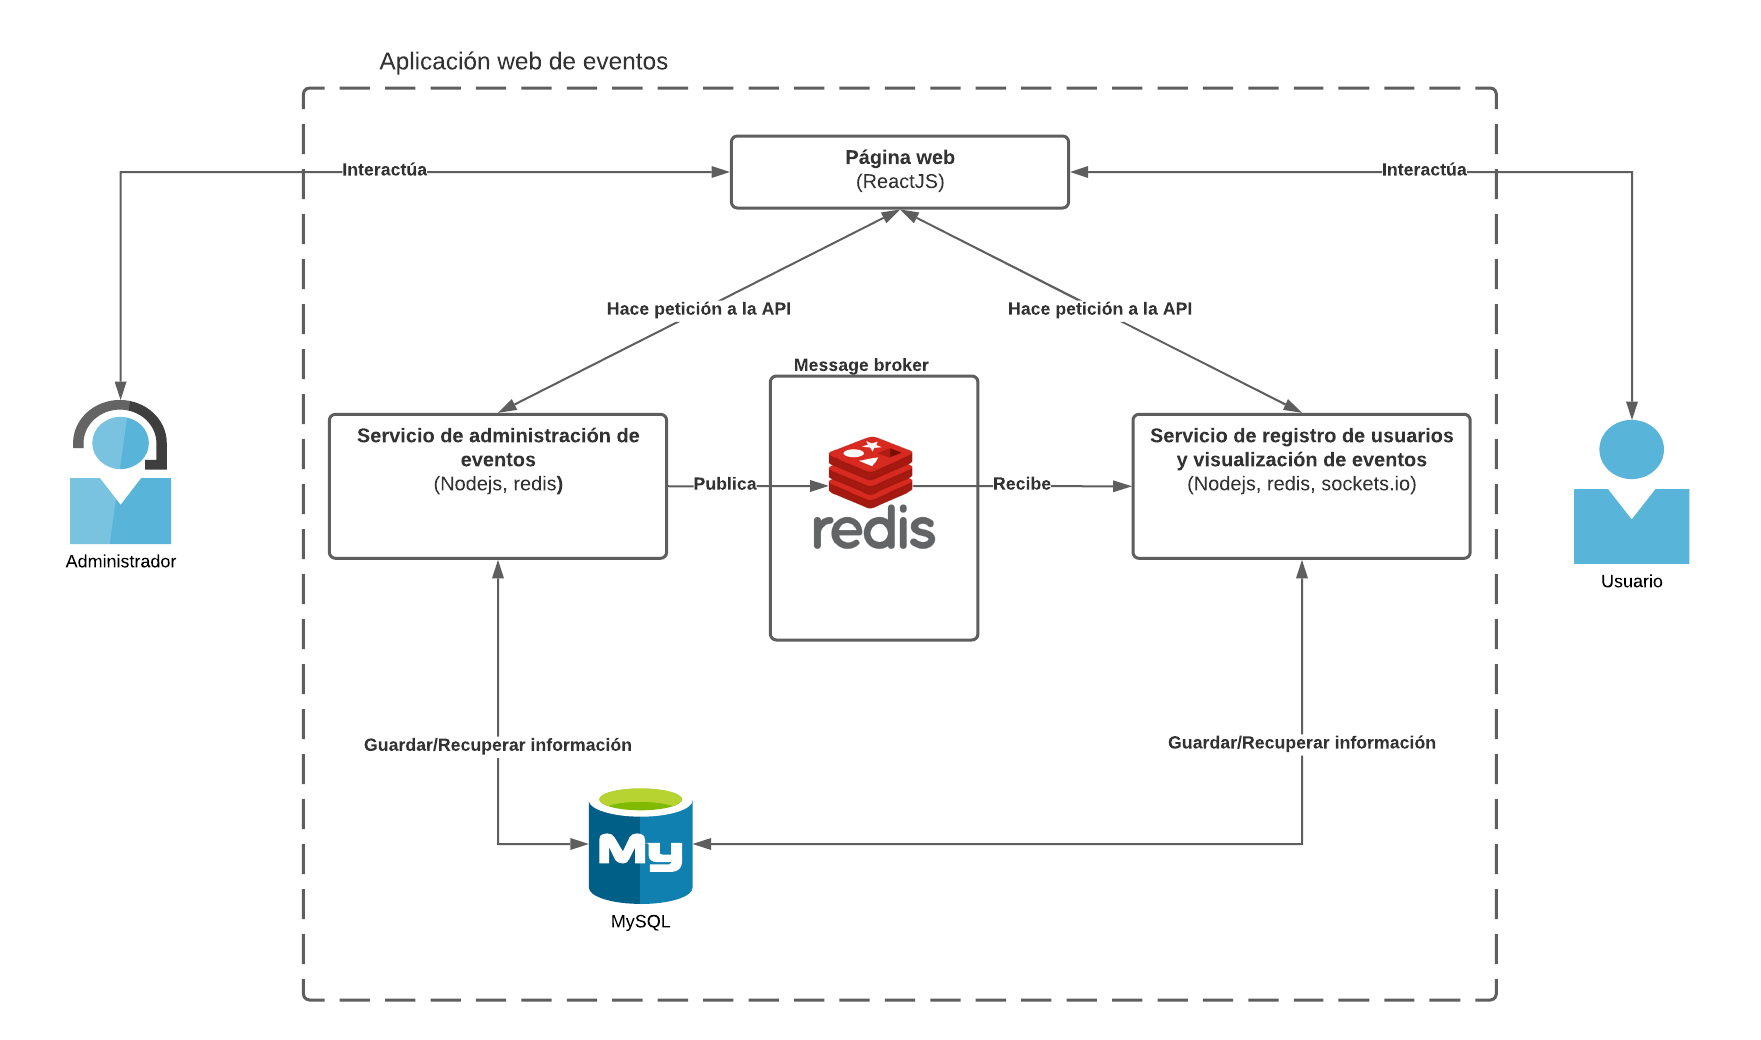 Aplicación web de eventos
Interactúa
Página web
(ReactJS)
Interactúa
Hace petición a la API
Hace petición a la API
Message broker
Servicio de administración de
eventos
(Nodejs, redis)
Publica
redis
Recibe
Servicio de registro de usuarios
y visualización de eventos
(Nodejs, redis, sockets.io)
Administrador
Usuario
Guardar/Recuperar información
Guardar/Recuperar información
My
MySQL